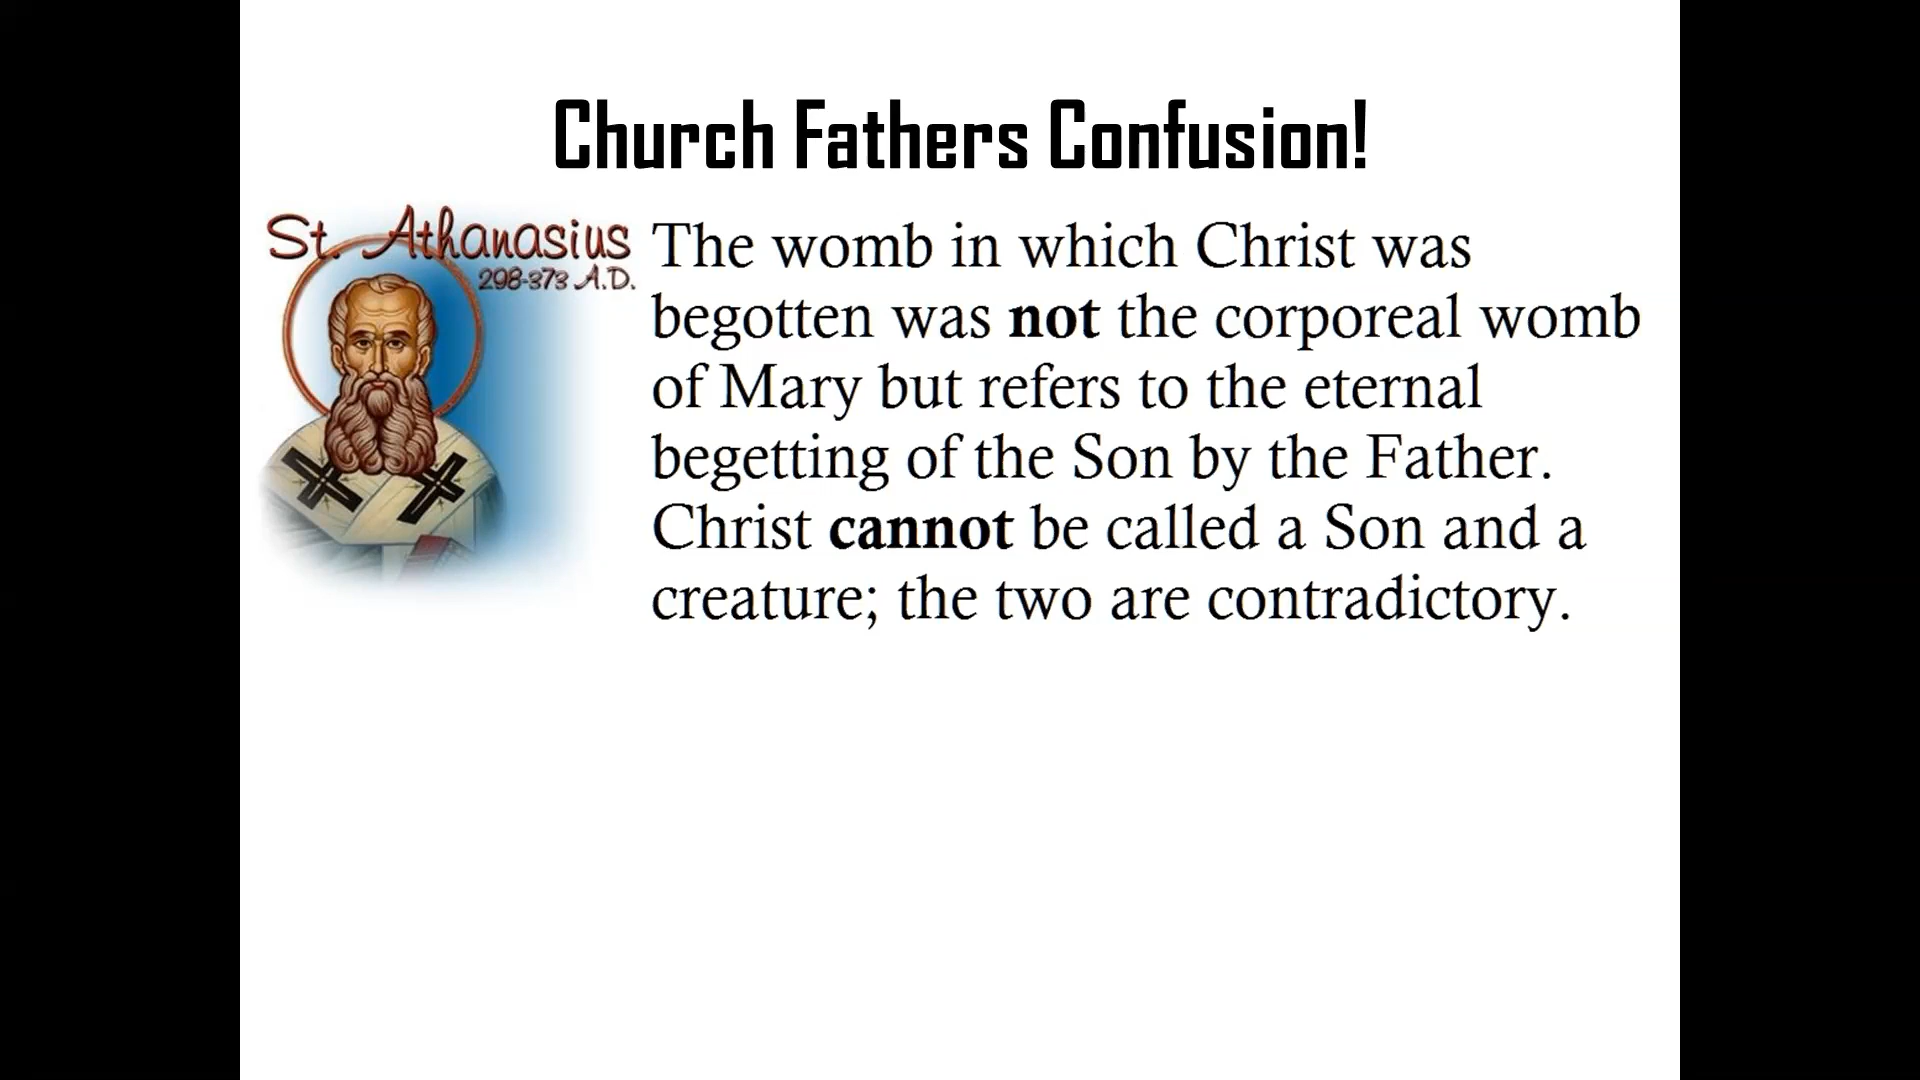 Church Fathers Confusion!
St. Athanasius
298-373 A.D.
The womb in which Christ was
begotten was not the corporeal womb
of Mary but refers to the eternal
begetting of the Son by the Father.
Christ cannot be called a Son and a
creature; the two are contradictory.